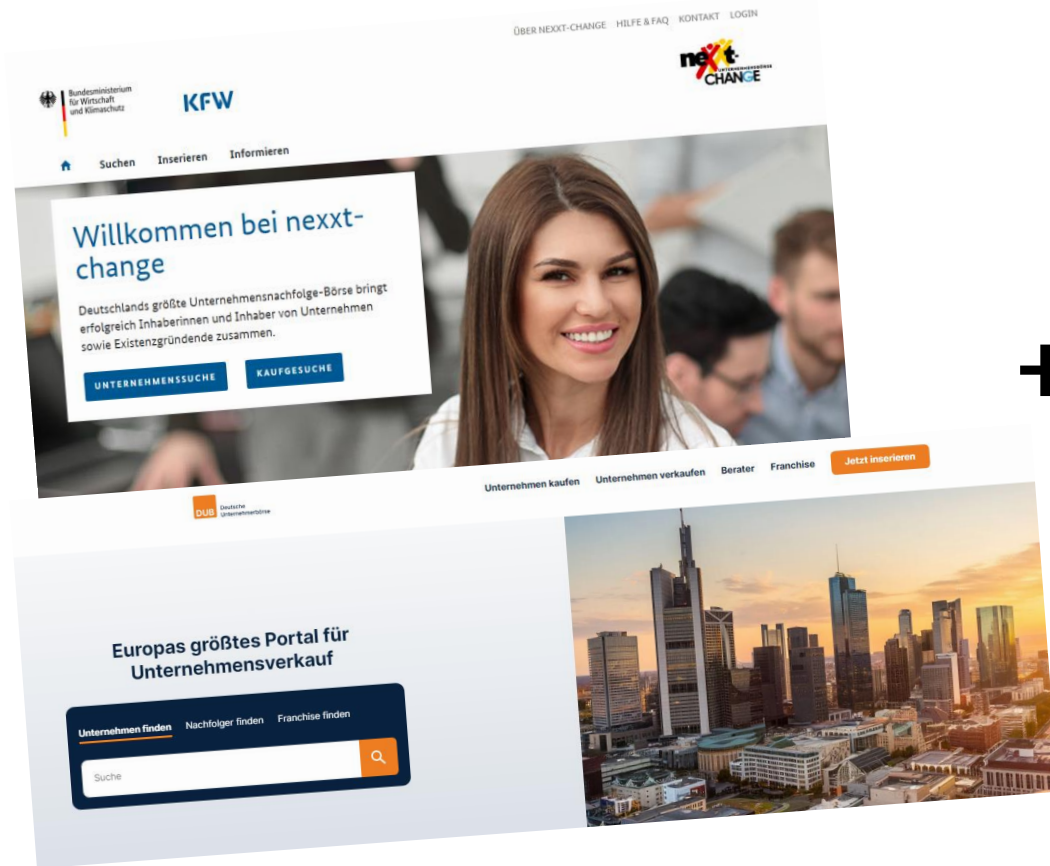 ÜBER NEXXT-CHANGE HILFE & FAQ KONTAKT LOGIN
Bundesministerium
für Wirtschaft
und Klimaschutz
KFW
nexxt-
UNTERNEHMENSBÖRSE
CHANGE
Suchen Inserieren Informieren
Willkommen bei nexxt-
change
Deutschlands größte Unternehmensnachfolge-Börse bringt
erfolgreich Inhaberinnen und Inhaber von Unternehmen
sowie Existenzgründende zusammen.
UNTERNEHMENSSUCHE KAUFGESUCHE
+
DUB
Deutsche
Unternehmerbörse
Unternehmen kaufen Unternehmen verkaufen Berater Franchise Jetzt inserieren
Europas größtes Portal für
Unternehmensverkauf
Unternehmen finden Nachfolger finden Franchise finden
Suche